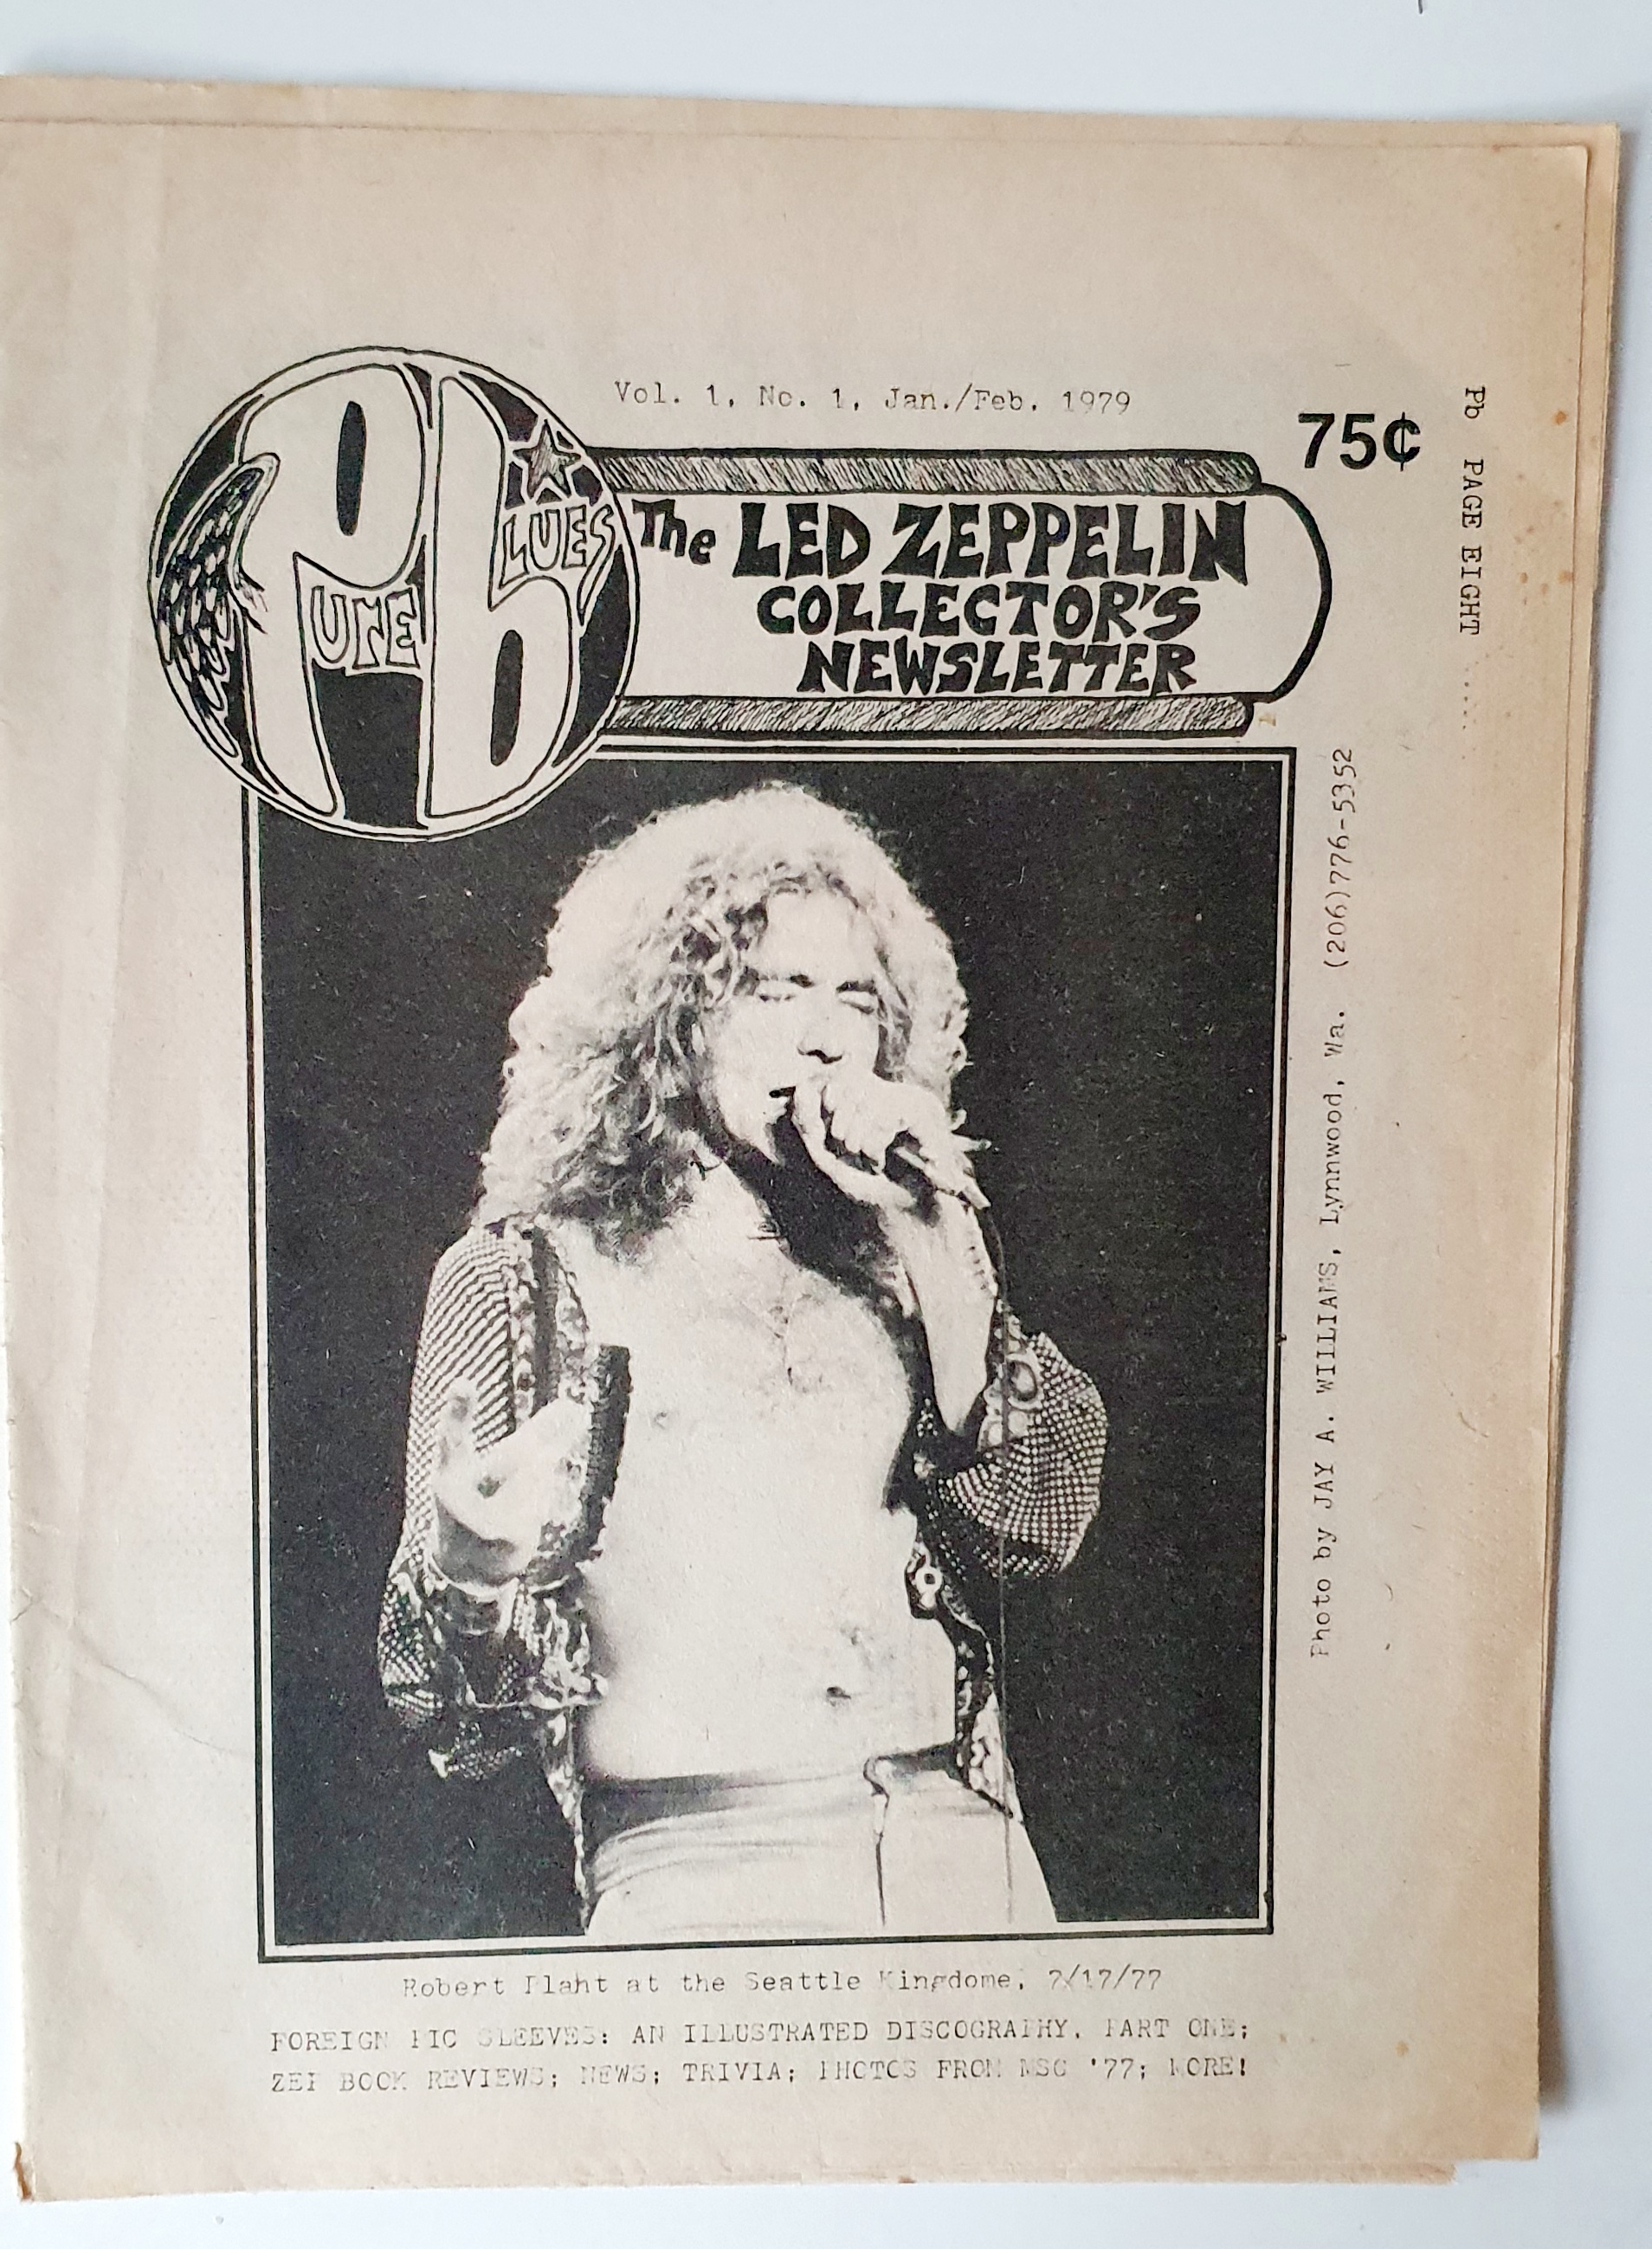 Vol. 1, No. 1, Jan./Feb. 1979
75¢
Pb PAGE EIGHT ......
Pure blues
The LED ZEPPELIN
COLLECTOR'S
NEWSLETTER
Photo by JAY A. WILLIAMS, Lynnwood, Wa. (206)776-5352
Robert Plaht at the Seattle Kingdome, 7/17/77
FOREIGN PIC SLEEVES: AN ILLUSTRATED DISCOGRAPHY, PART ONE;
ZEP BOOK REVIEWS; NEWS; TRIVIA; PHOTOS FROM MSG '77; MORE!